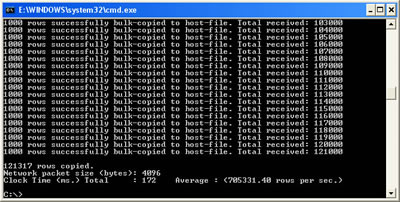 E:\WINDOWS\system32\cmd.exe
1000 rows successfully bulk-copied to host-file. Total received: 103000
1000 rows successfully bulk-copied to host-file. Total received: 104000
1000 rows successfully bulk-copied to host-file. Total received: 105000
1000 rows successfully bulk-copied to host-file. Total received: 106000
1000 rows successfully bulk-copied to host-file. Total received: 107000
1000 rows successfully bulk-copied to host-file. Total received: 108000
1000 rows successfully bulk-copied to host-file. Total received: 109000
1000 rows successfully bulk-copied to host-file. Total received: 110000
1000 rows successfully bulk-copied to host-file. Total received: 111000
1000 rows successfully bulk-copied to host-file. Total received: 112000
1000 rows successfully bulk-copied to host-file. Total received: 113000
1000 rows successfully bulk-copied to host-file. Total received: 114000
1000 rows successfully bulk-copied to host-file. Total received: 115000
1000 rows successfully bulk-copied to host-file. Total received: 116000
1000 rows successfully bulk-copied to host-file. Total received: 117000
1000 rows successfully bulk-copied to host-file. Total received: 118000
1000 rows successfully bulk-copied to host-file. Total received: 119000
1000 rows successfully bulk-copied to host-file. Total received: 120000
1000 rows successfully bulk-copied to host-file. Total received: 121000
121317 rows copied.
Network packet size (bytes): 4096
Clock Time (ms.) Total : 172 Average : (705331.40 rows per sec.)
C:\>